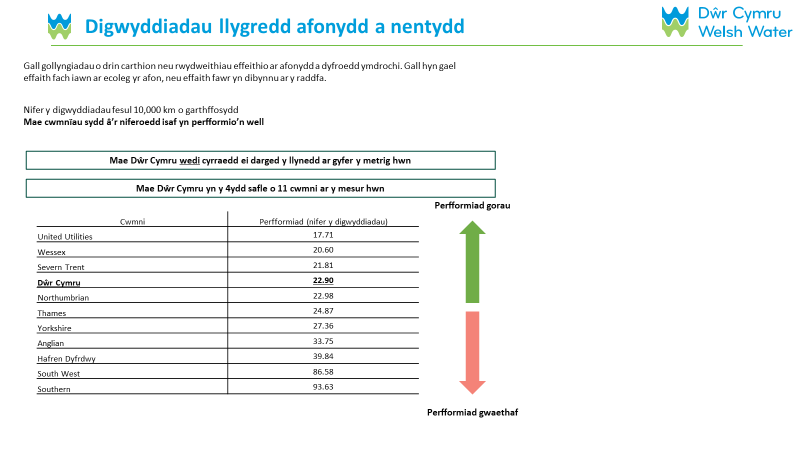 Digwyddiadau llygredd afonydd a nentydd
Dŵr Cymru
Welsh Water
Gall gollyngiadau o drin carthion neu rwydweithiau effeithio ar afonydd a dyfroedd ymdrochi. Gall hyn gael
effaith fach iawn ar ecoleg yr afon, neu effaith fawr yn dibynnu ar y raddfa.
Nifer y digwyddiadau fesul 10,000 km o garthffosydd
Mae cwmnïau sydd â'r niferoedd isaf yn perfformio'n well
Mae Dŵr Cymru wedi cyrraedd ei darged y llynedd ar gyfer y metrig hwn
Mae Dŵr Cymru yn y 4ydd safle o 11 cwmni ar y mesur hwn
Perfformiad gorau
Cwmni Perfformiad (nifer y digwyddiadau)
United Utilities 17.71
Wessex 20.60
Severn Trent 21.81
Dŵr Cymru 22.90
Northumbrian 22.98
Thames 24.87
Yorkshire 27.36
Anglian 33.75
Hafren Dyfrdwy 39.84
South West 86.58
Southern 93.63
Perfformiad gwaethaf